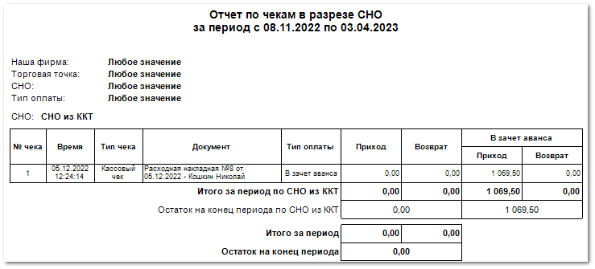 Отчет по чекам в разрезе СНО
за период с 08.11.2022 по 03.04.2023
Наша фирма: Любое значение
Торговая точка: Любое значение
СНО: Любое значение
Тип оплаты: Любое значение
СНО: СНО из ККТ
№ чека Время Тип чека Документ Тип оплаты Приход Возврат В зачет аванса
Приход Возврат
1 05.12.2022 12:24:14 Кассовый чек Расходная накладная №8 от 05.12.2022 - Кошкин Николай В зачет аванса 0,00 0,00 1 069,50 0,00
Итого за период по СНО из ККТ 0,00 0,00 1 069,50 0,00
Остаток на конец периода по СНО из ККТ 0,00 1 069,50
Итого за период 0,00 0,00
Остаток на конец периода 0,00